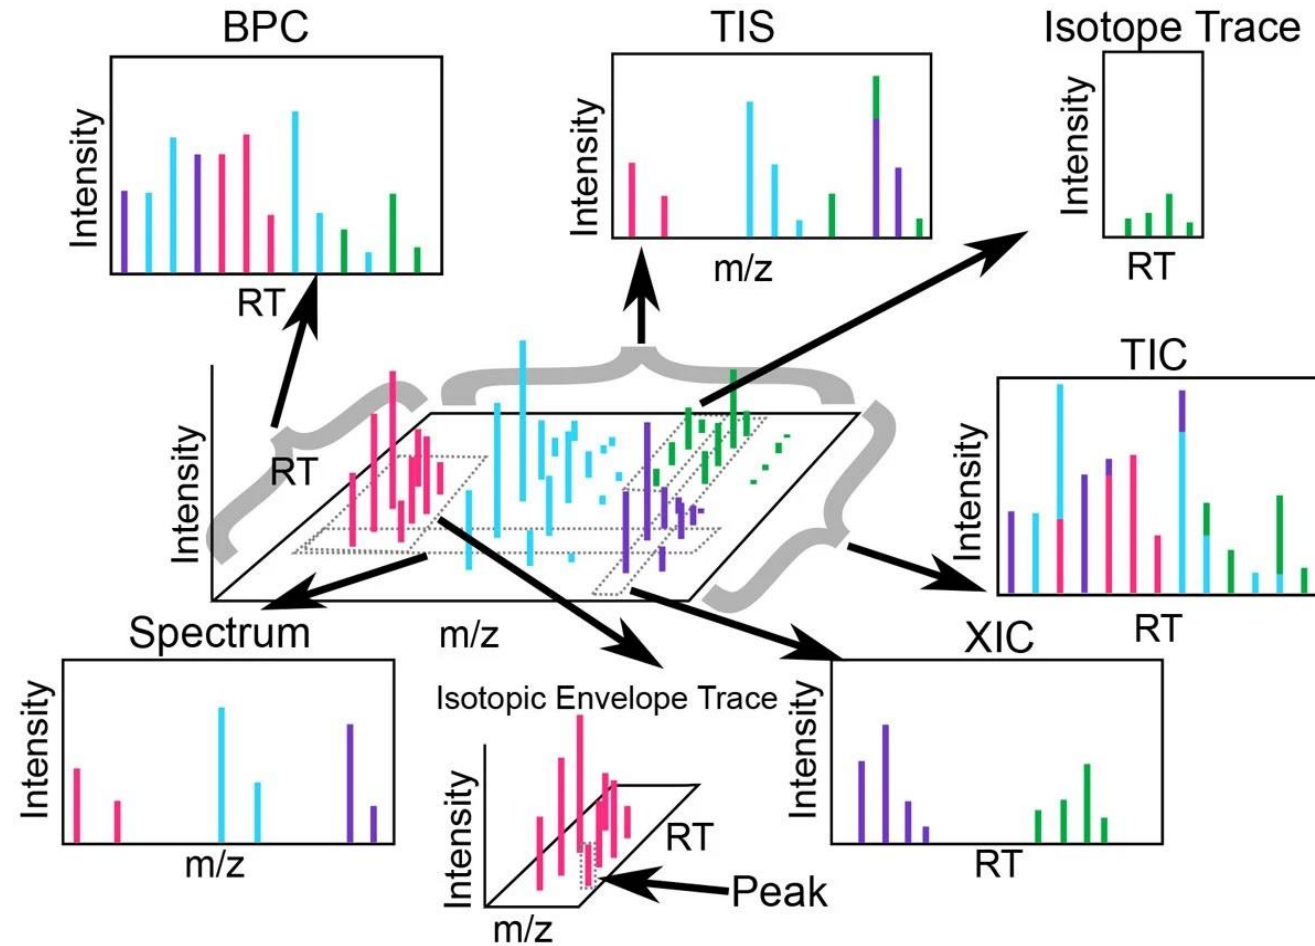 BPC
Intensity
RT
TIS
Intensity
m/z
Isotope Trace
Intensity
RT
Intensity
RT
m/z
TIC
Intensity
RT
Spectrum
Intensity
m/z
Isotopic Envelope Trace
Intensity
RT
m/z
Peak
XIC
Intensity
RT